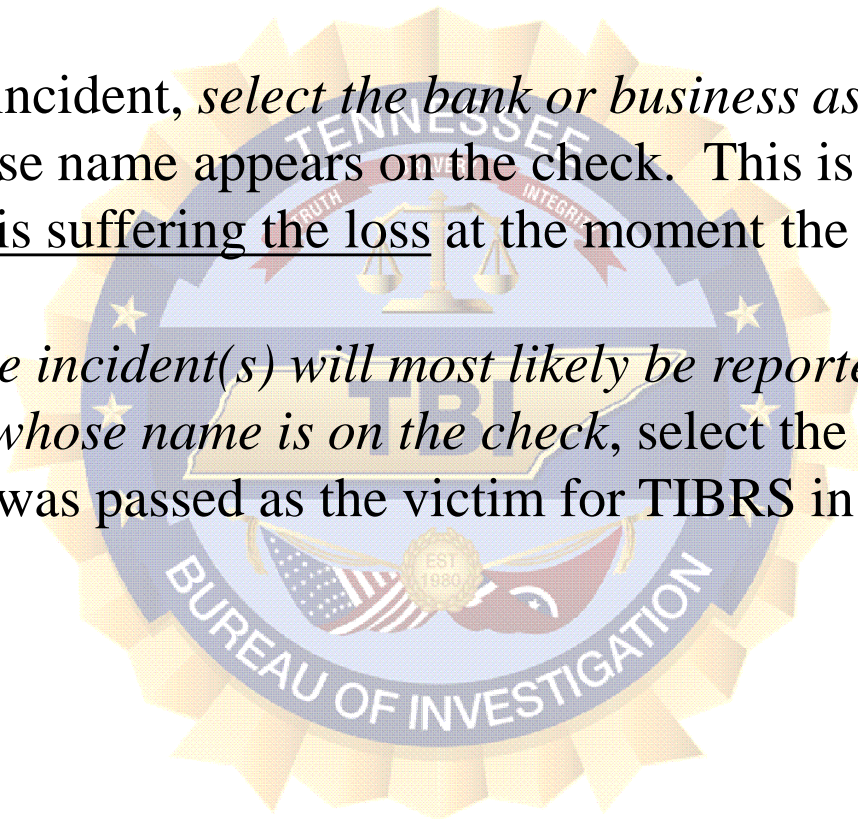 incident, select the bank or business as
se name appears on the check. This is
is suffering the loss at the moment the
e incident(s) will most likely be reporte
whose name is on the check, select the
was passed as the victim for TIBRS in
TENNESSEE
TRUTH INTEGRITY
TBI
EST
1980
BUREAU OF INVESTIGATION